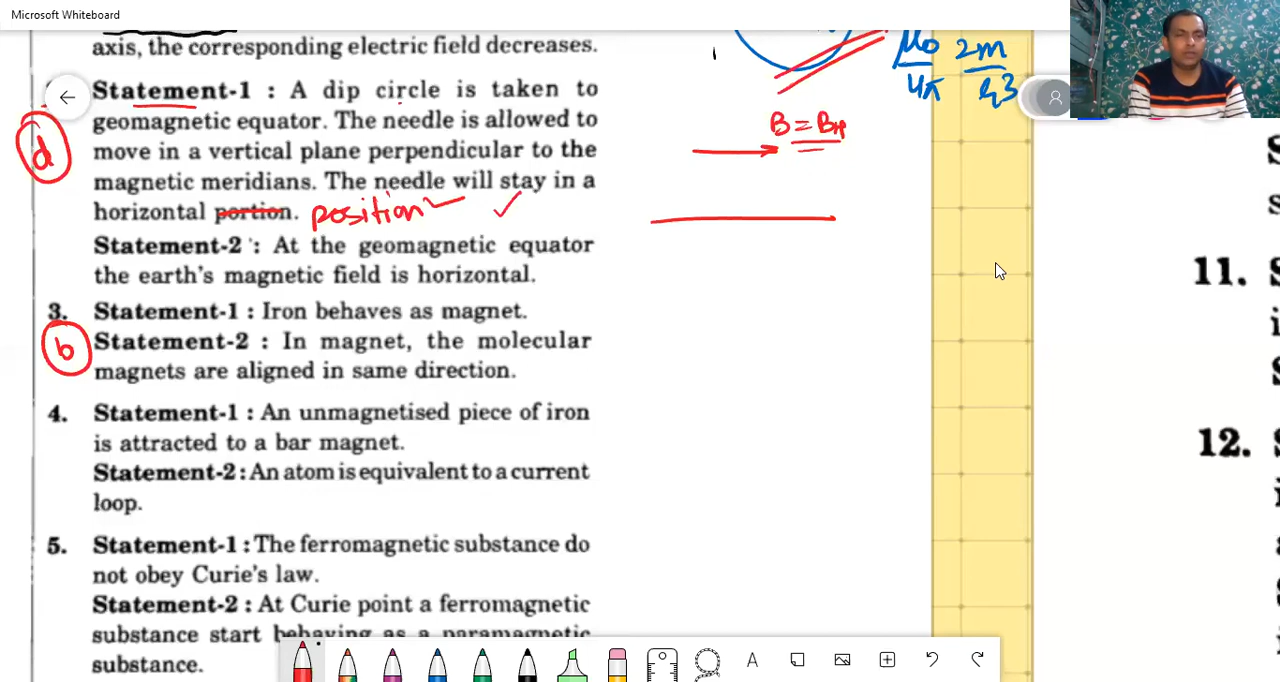 Microsoft Whiteboard
axis, the corresponding electric field decreases.
Statement-1 : A dip circle is taken to
geomagnetic equator. The needle is allowed to
move in a vertical plane perpendicular to the
magnetic meridians. The needle will stay in a
horizontal portion. position
Statement-2 : At the geomagnetic equator
the earth's magnetic field is horizontal.
d
3. Statement-1 : Iron behaves as magnet.
b
Statement-2 : In magnet, the molecular
magnets are aligned in same direction.
4. Statement-1 : An unmagnetised piece of iron
is attracted to a bar magnet.
Statement-2 : An atom is equivalent to a current
loop.
5. Statement-1 : The ferromagnetic substance do
not obey Curie's law.
Statement-2 : At Curie point a ferromagnetic
substance start behaving as a paramagnetic
substance.
μ0 2m
4π r3
B = BH
S
s
11. S
i
S
12. S
i
a
S
i
A